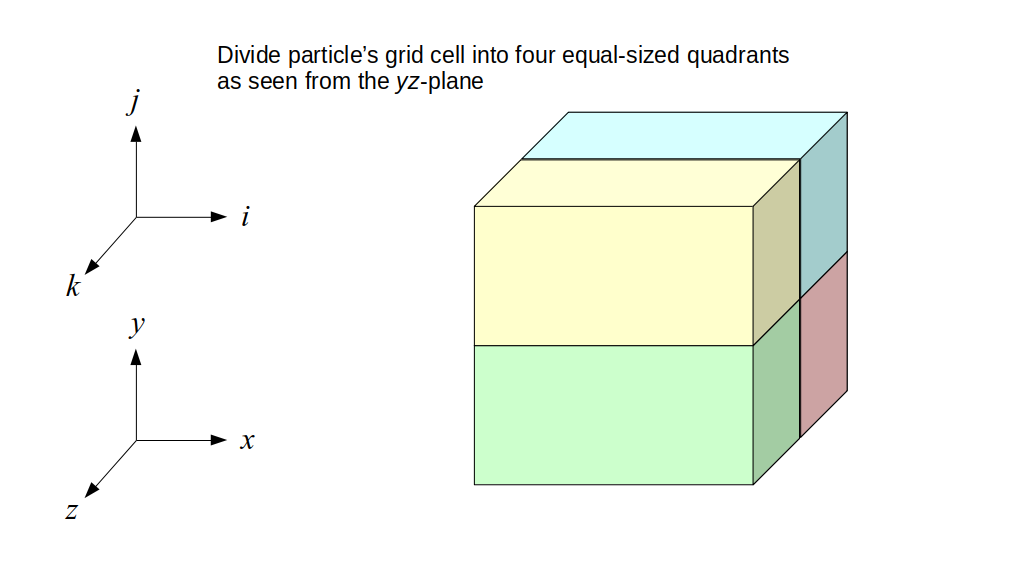 Divide particle’s grid cell into four equal-sized quadrants
as seen from the yz-plane
j
i
k
y
x
z